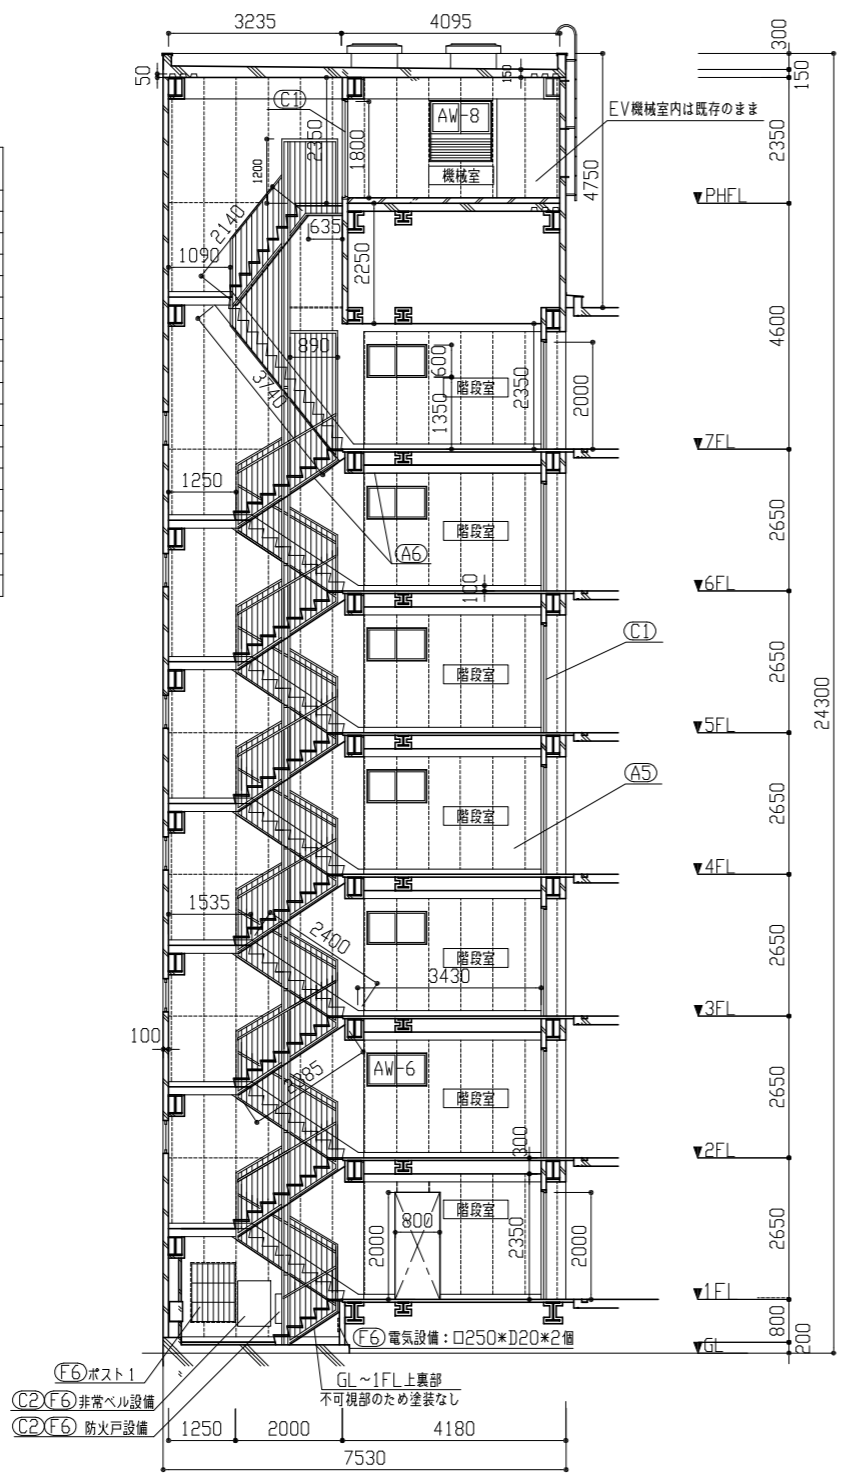 3235
4095
300
50
150
150
C1
2350
1800
AW-8
EV機械室内は既存のまま
2350
1200
機械室
4750
▼PHFL
2140
635
1090
2250
4600
890
600
階段室
2350
2000
3740
1350
▼7FL
1250
2650
階段室
A6
100
▼6FL
C1
2650
階段室
24300
▼5FL
A5
2650
階段室
▼4FL
1535
2400
2650
階段室
3430
▼3FL
100
AW-6
2385
階段室
2650
300
▼2FL
2000
800
階段室
2350
2000
2650
▼1FL
800
F6 電気設備：□250*D20*2個
▼GL
200
F6 ポスト1
GL~1FL上裏部
不可視部のため塗装なし
C2 F6 非常ベル設備
C2 F6 防火戸設備
1250
2000
4180
7530